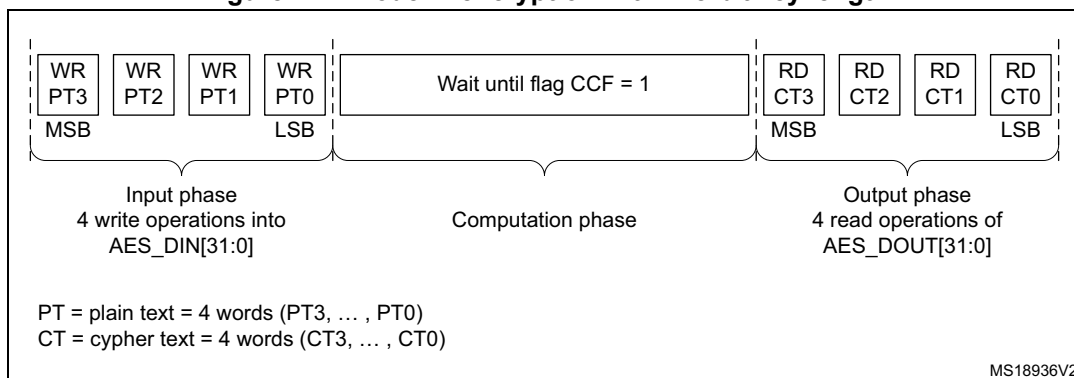 WR WR WR WR RD RD RD RD
PT3 PT2 PT1 PT0 Wait until flag CCF = 1 CT3 CT2 CT1 CT0
MSB LSB MSB LSB
Input phase
4 write operations into
AES_DIN[31:0]
Computation phase
Output phase
4 read operations of
AES_DOUT[31:0]
PT = plain text = 4 words (PT3, … , PT0)
CT = cypher text = 4 words (CT3, … , CT0)
MS18936V2